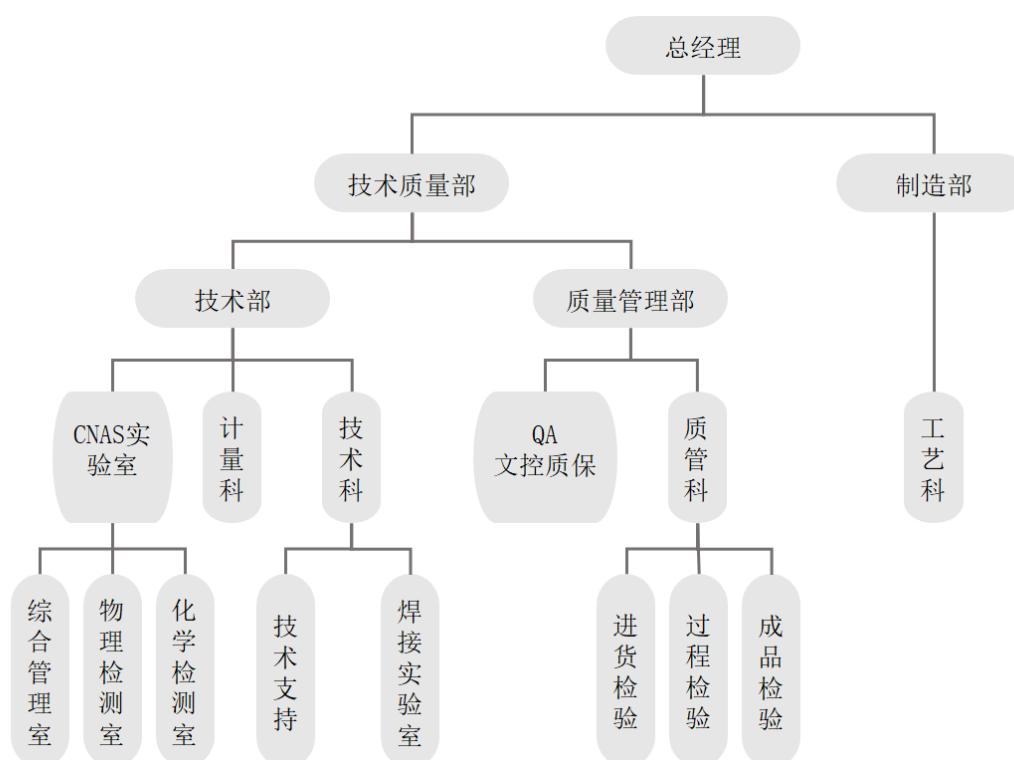 总经理
技术质量部
制造部
技术部
质量管理部
CNAS实
验室
计量科
技术科
QA
文控质保
质管科
工艺科
综合管理室
物理检测室
化学检测室
技术支持
焊接实验室
进货检验
过程检验
成品检验